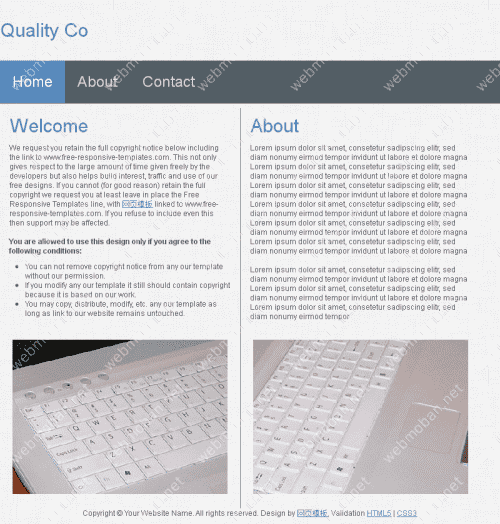 Quality Co
Home
About
Contact
Welcome
We request you retain the full copyright notice below including
the link to www.free-responsive-templates.com. This not only
gives respect to the large amount of time given freely by the
developers but also helps build interest, traffic and use of our
free designs. If you cannot (for good reason) retain the full
copyright we request you at least leave in place the Free
Responsive Templates line, with 网页模板 linked to www.free-
responsive-templates.com. If you refuse to include even this
then support may be affected.
You are allowed to use this design only if you agree to the
following conditions:
You can not remove copyright notice from any our template
without our permission.
If you modify any our template it still should contain copyright
because it is based on our work.
You may copy, distribute, modify, etc. any our template as
long as link to our website remains untouched.
About
Lorem ipsum dolor sit amet, consetetur sadipscing elitr, sed
diam nonumy eirmod tempor invidunt ut labore et dolore magna
Lorem ipsum dolor sit amet, consetetur sadipscing elitr, sed
diam nonumy eirmod tempor invidunt ut labore et dolore magna
Lorem ipsum dolor sit amet, consetetur sadipscing elitr, sed
diam nonumy eirmod tempor invidunt ut labore et dolore magna
Lorem ipsum dolor sit amet, consetetur sadipscing elitr, sed
diam nonumy eirmod tempor invidunt ut labore et dolore magna
Lorem ipsum dolor sit amet, consetetur sadipscing elitr, sed
diam nonumy eirmod tempor invidunt ut labore et dolore magna
Lorem ipsum dolor sit amet, consetetur sadipscing elitr, sed
diam nonumy eirmod tempor invidunt ut labore et dolore magna
Lorem ipsum dolor sit amet, consetetur sadipscing elitr, sed
diam nonumy eirmod tempor invidunt ut labore et dolore magna
Lorem ipsum dolor sit amet, consetetur sadipscing elitr, sed
diam nonumy eirmod tempor invidunt ut labore et dolore magna
Lorem ipsum dolor sit amet, consetetur sadipscing elitr, sed
diam nonumy eirmod tempor
webmoban.net
Copyright © Your Website Name. All rights reserved. Design by 网页模板, Validation HTML5 | CSS3